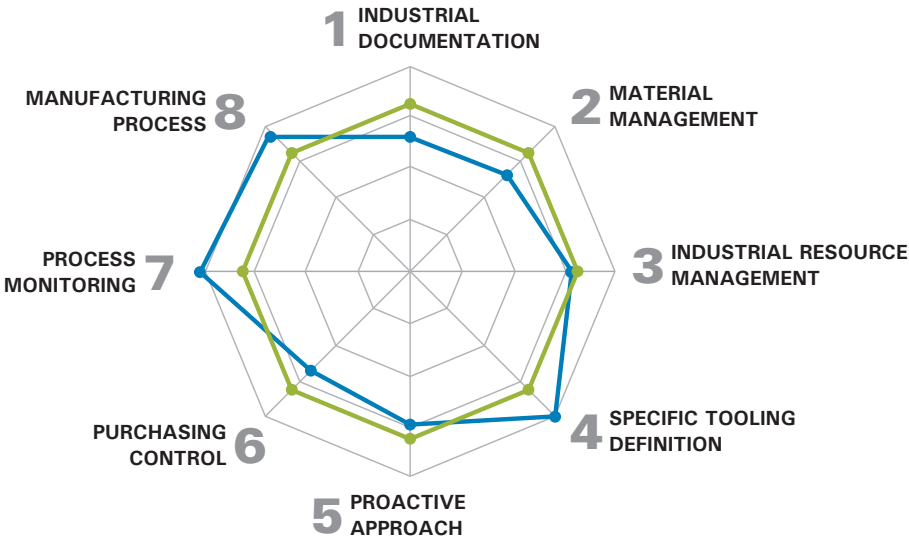 1 INDUSTRIAL
DOCUMENTATION
2 MATERIAL
MANAGEMENT
3 INDUSTRIAL RESOURCE
MANAGEMENT
4 SPECIFIC TOOLING
DEFINITION
5 PROACTIVE
APPROACH
PURCHASING
CONTROL 6
PROCESS
MONITORING 7
MANUFACTURING
PROCESS 8